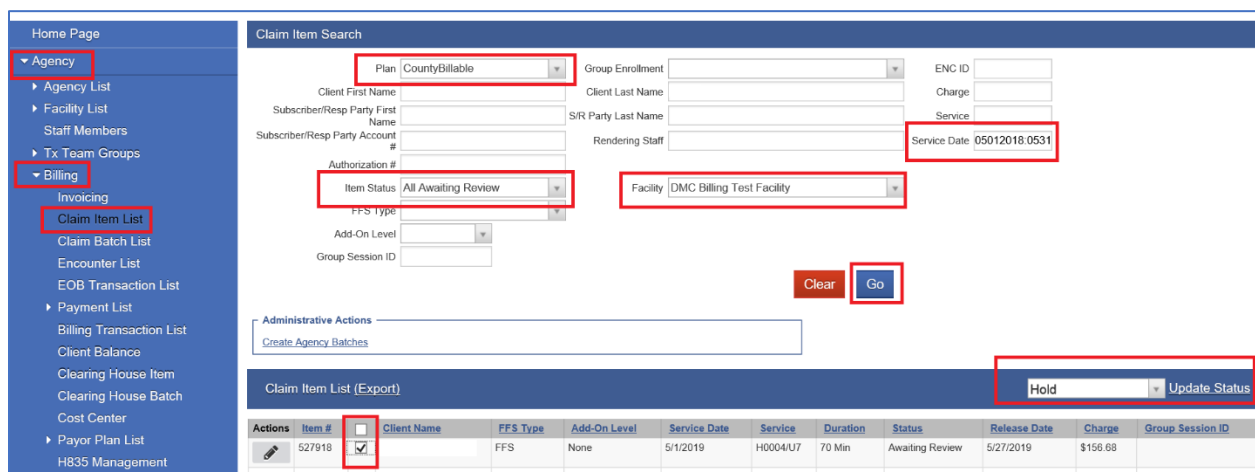 Home Page
Agency
Agency List
Facility List
Staff Members
Tx Team Groups
Billing
Invoicing
Claim Item List
Claim Batch List
Encounter List
EOB Transaction List
Payment List
Billing Transaction List
Client Balance
Clearing House Item
Clearing House Batch
Cost Center
Payor Plan List
H835 Management
Claim Item Search
Plan CountyBillable Group Enrollment ENC ID
Client First Name Client Last Name Charge
Subscriber/Resp Party First Name S/R Party Last Name Service
Subscriber/Resp Party Account # Rendering Staff Service Date 05012018:0531
Authorization #
Item Status All Awaiting Review Facility DMC Billing Test Facility
FFS Type
Add-On Level
Group Session ID
Clear Go
Administrative Actions
Create Agency Batches
Claim Item List (Export) Hold Update Status
Actions Item # Client Name FFS Type Add-On Level Service Date Service Duration Status Release Date Charge Group Session ID
527918 FFS None 5/1/2019 H0004/U7 70 Min Awaiting Review 5/27/2019 $156.68